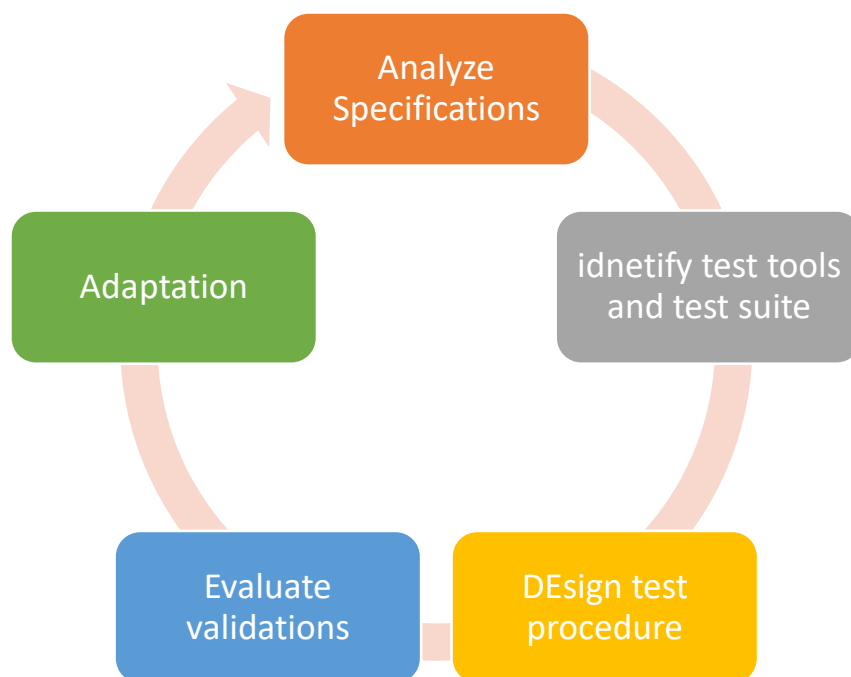 Analyze
Specifications
idnetify test tools
and test suite
DEsign test
procedure
Evaluate
validations
Adaptation